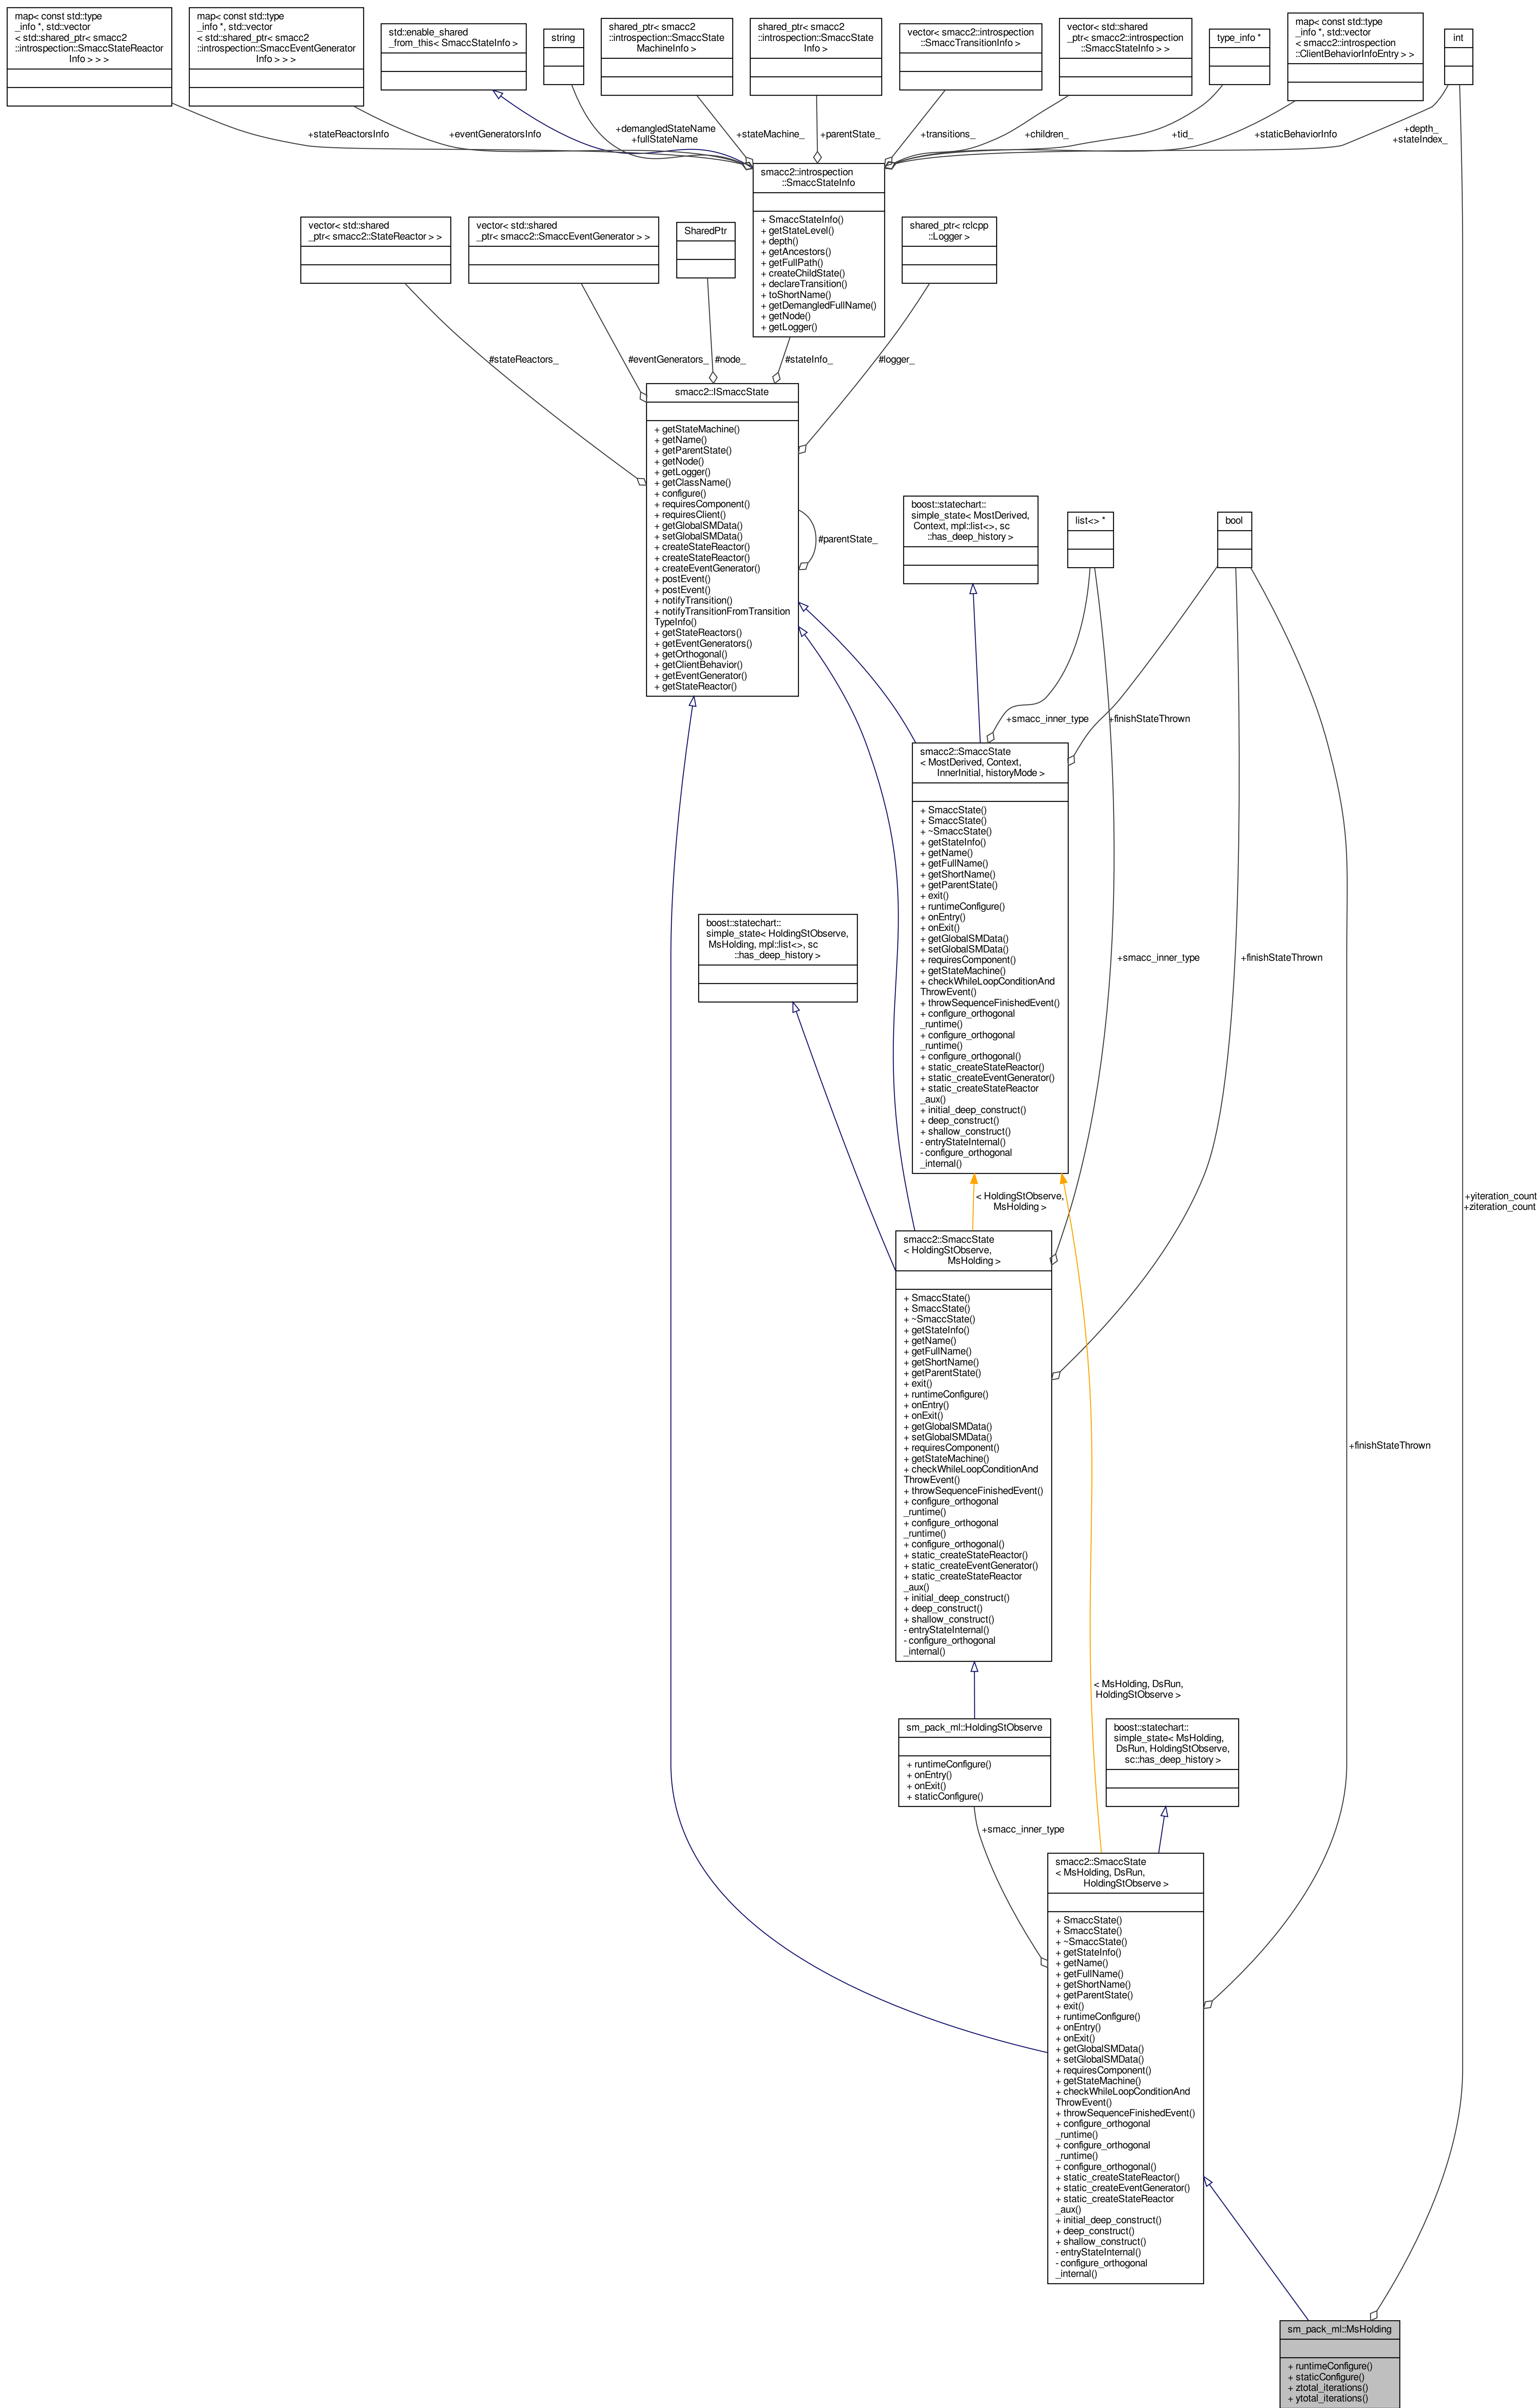 map< const std::type
_info *, std::vector
< std::shared_ptr< smacc2
::introspection::SmaccStateReactor
Info > > >
map< const std::type
_info *, std::vector
< std::shared_ptr< smacc2
::introspection::SmaccEventGenerator
Info > > >
std::enable_shared
_from_this< SmaccStateInfo >
string
shared_ptr< smacc2
::introspection::SmaccState
MachineInfo >
shared_ptr< smacc2
::introspection::SmaccState
Info >
vector< smacc2::introspection
::SmaccTransitionInfo >
vector< std::shared
_ptr< smacc2::introspection
::SmaccStateInfo > >
type_info *
map< const std::type
_info *, std::vector
< smacc2::introspection
::ClientBehaviorInfoEntry > >
int
+stateReactorsInfo
+eventGeneratorsInfo
+demangledStateName
+fullStateName
+stateMachine_
+parentState_
+transitions_
+children_
+tid_
+staticBehaviorInfo
+depth_
+stateIndex_
smacc2::introspection
::SmaccStateInfo
+ SmaccStateInfo()
+ getStateLevel()
+ depth()
+ getAncestors()
+ getFullPath()
+ createChildState()
+ declareTransition()
+ toShortName()
+ getDemangledFullName()
+ getNode()
+ getLogger()
vector< std::shared
_ptr< smacc2::StateReactor > >
vector< std::shared
_ptr< smacc2::SmaccEventGenerator > >
SharedPtr
shared_ptr< rclcpp
::Logger >
#stateReactors_
#eventGenerators_
#node_
#stateInfo_
#logger_
smacc2::ISmaccState
+ getStateMachine()
+ getName()
+ getParentState()
+ getNode()
+ getLogger()
+ getClassName()
+ configure()
+ requiresComponent()
+ requiresClient()
+ getGlobalSMData()
+ setGlobalSMData()
+ createStateReactor()
+ createStateReactor()
+ createEventGenerator()
+ postEvent()
+ postEvent()
+ notifyTransition()
+ notifyTransitionFromTransition
TypeInfo()
+ getStateReactors()
+ getEventGenerators()
+ getOrthogonal()
+ getClientBehavior()
+ getEventGenerator()
+ getStateReactor()
#parentState_
boost::statechart::
simple_state< MostDerived,
Context, mpl::list<>, sc
::has_deep_history >
list<> *
bool
+smacc_inner_type
+finishStateThrown
smacc2::SmaccState
< MostDerived, Context,
InnerInitial, historyMode >
+ SmaccState()
+ SmaccState()
+ ~SmaccState()
+ getStateInfo()
+ getName()
+ getFullName()
+ getShortName()
+ getParentState()
+ exit()
+ runtimeConfigure()
+ onEntry()
+ onExit()
+ getGlobalSMData()
+ setGlobalSMData()
+ requiresComponent()
+ getStateMachine()
+ checkWhileLoopConditionAnd
ThrowEvent()
+ throwSequenceFinishedEvent()
+ configure_orthogonal
_runtime()
+ configure_orthogonal
_runtime()
+ configure_orthogonal()
+ static_createStateReactor()
+ static_createEventGenerator()
+ static_createStateReactor
_aux()
+ initial_deep_construct()
+ deep_construct()
+ shallow_construct()
- entryStateInternal()
- configure_orthogonal
_internal()
boost::statechart::
simple_state< HoldingStObserve,
MsHolding, mpl::list<>, sc
::has_deep_history >
+smacc_inner_type
+finishStateThrown
< HoldingStObserve,
MsHolding >
+yiteration_count
+ziteration_count
smacc2::SmaccState
< HoldingStObserve,
MsHolding >
+ SmaccState()
+ SmaccState()
+ ~SmaccState()
+ getStateInfo()
+ getName()
+ getFullName()
+ getShortName()
+ getParentState()
+ exit()
+ runtimeConfigure()
+ onEntry()
+ onExit()
+ getGlobalSMData()
+ setGlobalSMData()
+ requiresComponent()
+ getStateMachine()
+ checkWhileLoopConditionAnd
ThrowEvent()
+ throwSequenceFinishedEvent()
+ configure_orthogonal
_runtime()
+ configure_orthogonal
_runtime()
+ configure_orthogonal()
+ static_createStateReactor()
+ static_createEventGenerator()
+ static_createStateReactor
_aux()
+ initial_deep_construct()
+ deep_construct()
+ shallow_construct()
- entryStateInternal()
- configure_orthogonal
_internal()
+finishStateThrown
< MsHolding, DsRun,
HoldingStObserve >
sm_pack_ml::HoldingStObserve
+ runtimeConfigure()
+ onEntry()
+ onExit()
+ staticConfigure()
boost::statechart::
simple_state< MsHolding,
DsRun, HoldingStObserve,
sc::has_deep_history >
+smacc_inner_type
smacc2::SmaccState
< MsHolding, DsRun,
HoldingStObserve >
+ SmaccState()
+ SmaccState()
+ ~SmaccState()
+ getStateInfo()
+ getName()
+ getFullName()
+ getShortName()
+ getParentState()
+ exit()
+ runtimeConfigure()
+ onEntry()
+ onExit()
+ getGlobalSMData()
+ setGlobalSMData()
+ requiresComponent()
+ getStateMachine()
+ checkWhileLoopConditionAnd
ThrowEvent()
+ throwSequenceFinishedEvent()
+ configure_orthogonal
_runtime()
+ configure_orthogonal
_runtime()
+ configure_orthogonal()
+ static_createStateReactor()
+ static_createEventGenerator()
+ static_createStateReactor
_aux()
+ initial_deep_construct()
+ deep_construct()
+ shallow_construct()
- entryStateInternal()
- configure_orthogonal
_internal()
sm_pack_ml::MsHolding
+ runtimeConfigure()
+ staticConfigure()
+ ztotal_iterations()
+ ytotal_iterations()